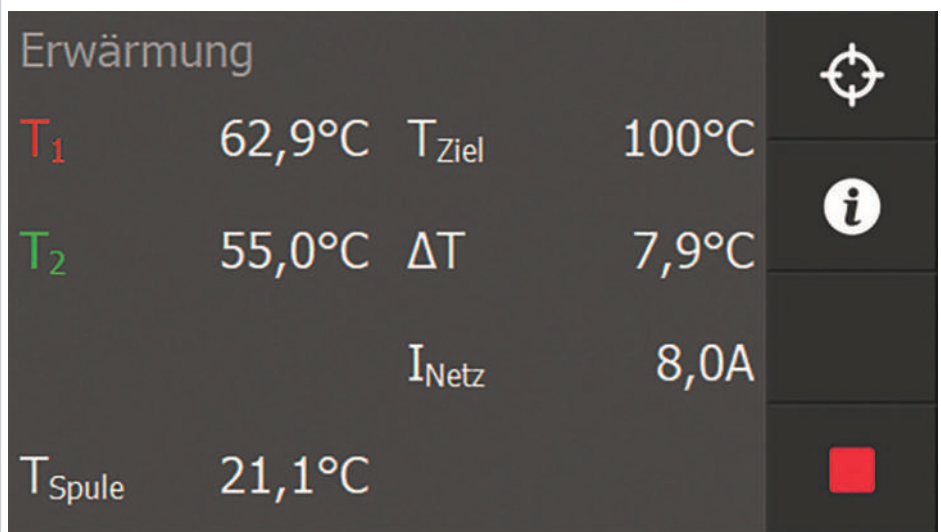 Erwärmung
T1 62,9°C TZiel 100°C
T2 55,0°C ΔT 7,9°C
INetz 8,0A
TSpule 21,1°C